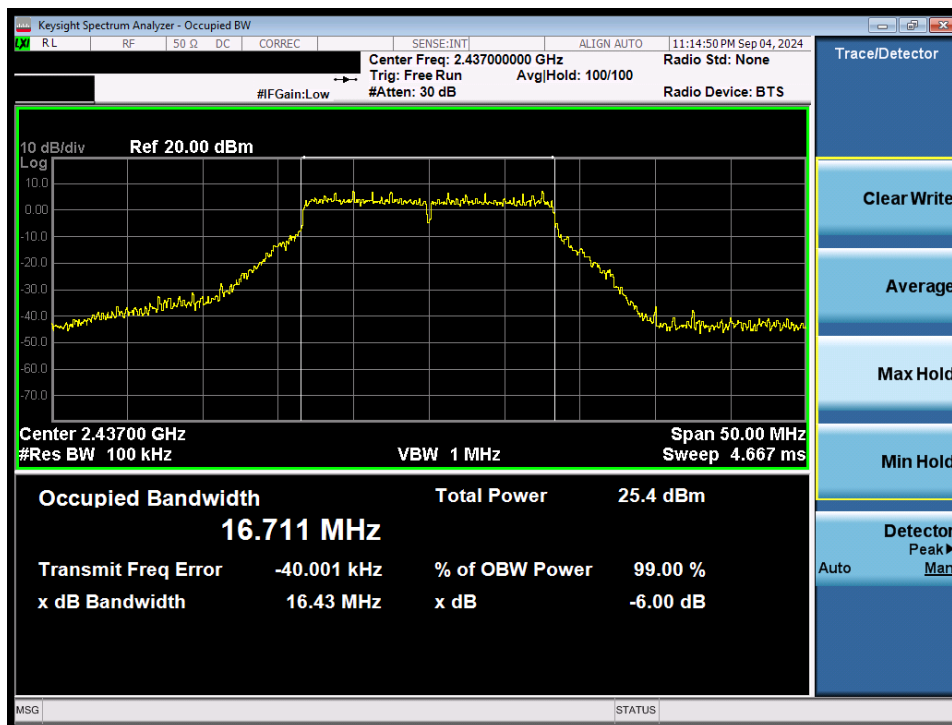 Keysight Spectrum Analyzer - Occupied BW
LXI RL RF 50 Ω DC CORREC SENSE:INT ALIGN AUTO 11:14:50 PM Sep 04, 2024
Center Freq: 2.437000000 GHz Radio Std: None
Trig: Free Run Avg|Hold: 100/100
#IFGain:Low #Atten: 30 dB Radio Device: BTS
10 dB/div Ref 20.00 dBm
Log
10.0
0.00
-10.0
-20.0
-30.0
-40.0
-50.0
-60.0
-70.0
Center 2.43700 GHz Span 50.00 MHz
#Res BW 100 kHz VBW 1 MHz Sweep 4.667 ms
Occupied Bandwidth Total Power 25.4 dBm
16.711 MHz
Transmit Freq Error -40.001 kHz % of OBW Power 99.00 %
x dB Bandwidth 16.43 MHz x dB -6.00 dB
MSG STATUS
Trace/Detector
Clear Write
Average
Max Hold
Min Hold
Detector
Peak▶
Auto Man